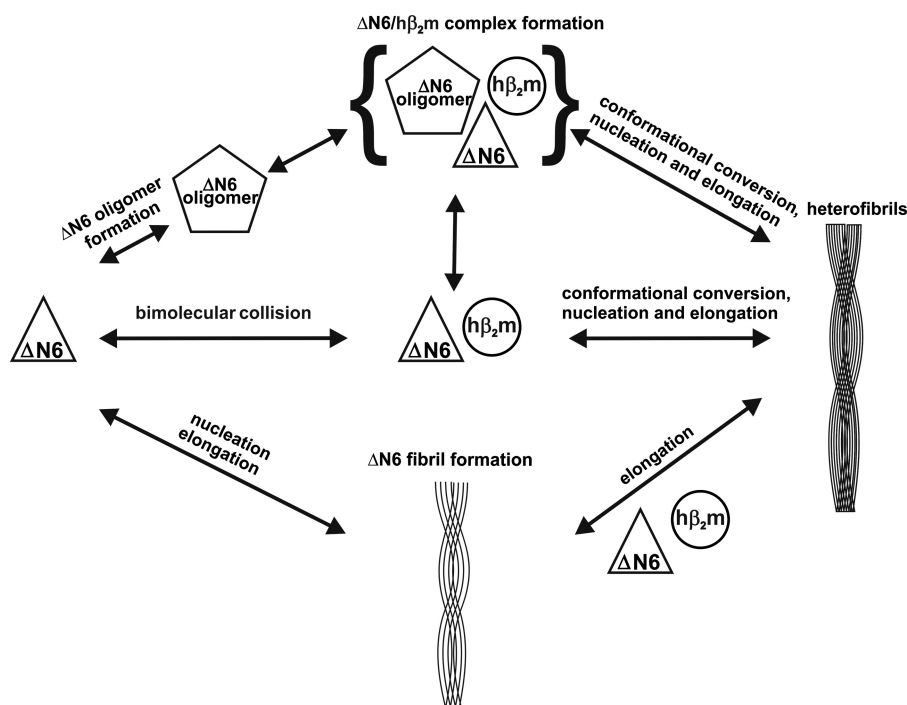 ΔN6/hβ₂m complex formation
ΔN6
oligomer
hβ₂m
ΔN6
conformational conversion,
nucleation and elongation
ΔN6 oligomer
formation
ΔN6
oligomer
heterofibrils
ΔN6
bimolecular collision
ΔN6
hβ₂m
conformational conversion,
nucleation and elongation
nucleation
elongation
ΔN6 fibril formation
elongation
ΔN6
hβ₂m